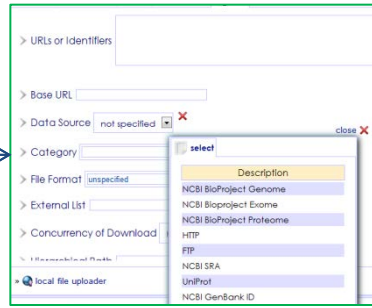 URLs or Identifiers
Base URL
Data Source not specified
close
Category
select
File Format unspecified
Description
External List
NCBI BioProject Genome
NCBI Bioproject Exome
Concurrency of Download
NCBI BioProject Proteome
HTTP
Hierarchical Path
FTP
NCBI SRA
» local file uploader
UniProt
NCBI GenBank ID